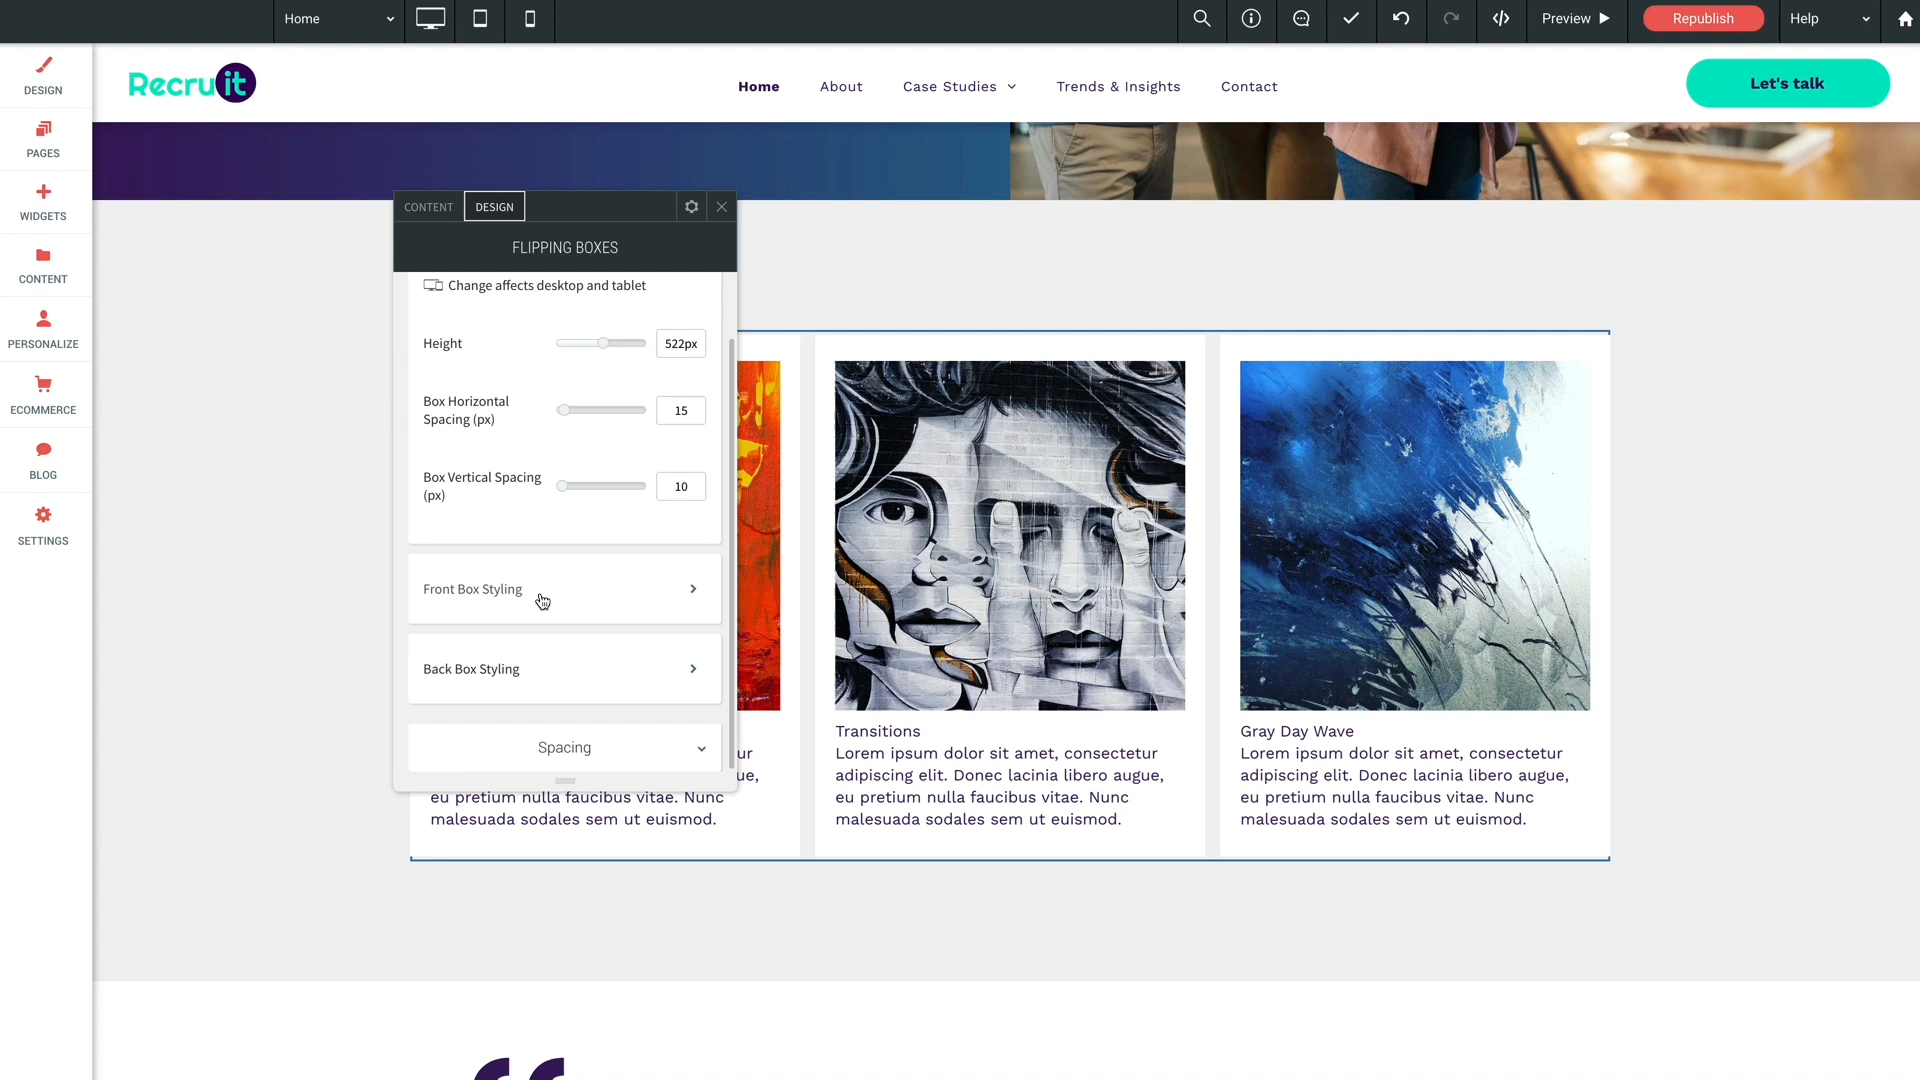 Home
Preview
Republish
Help
DESIGN
PAGES
WIDGETS
CONTENT
PERSONALIZE
ECOMMERCE
BLOG
SETTINGS
Recruit
Home
About
Case Studies
Trends & Insights
Contact
Let's talk
CONTENT
DESIGN
FLIPPING BOXES
Change affects desktop and tablet
Height
522px
Box Horizontal
Spacing (px)
15
Box Vertical Spacing
(px)
10
Front Box Styling
Back Box Styling
Spacing
ur
ue,
eu pretium nulla faucibus vitae. Nunc
malesuada sodales sem ut euismod.
Transitions
Lorem ipsum dolor sit amet, consectetur
adipiscing elit. Donec lacinia libero augue,
eu pretium nulla faucibus vitae. Nunc
malesuada sodales sem ut euismod.
Gray Day Wave
Lorem ipsum dolor sit amet, consectetur
adipiscing elit. Donec lacinia libero augue,
eu pretium nulla faucibus vitae. Nunc
malesuada sodales sem ut euismod.